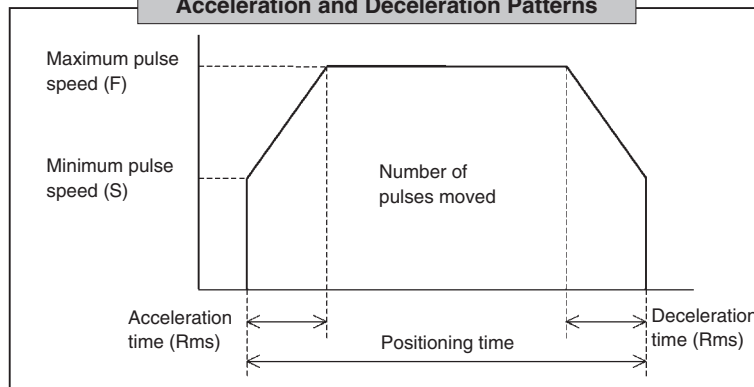 Acceleration and Deceleration Patterns
Maximum pulse
speed (F)
Minimum pulse
speed (S)
Number of
pulses moved
Acceleration
time (Rms)
Positioning time
Deceleration
time (Rms)